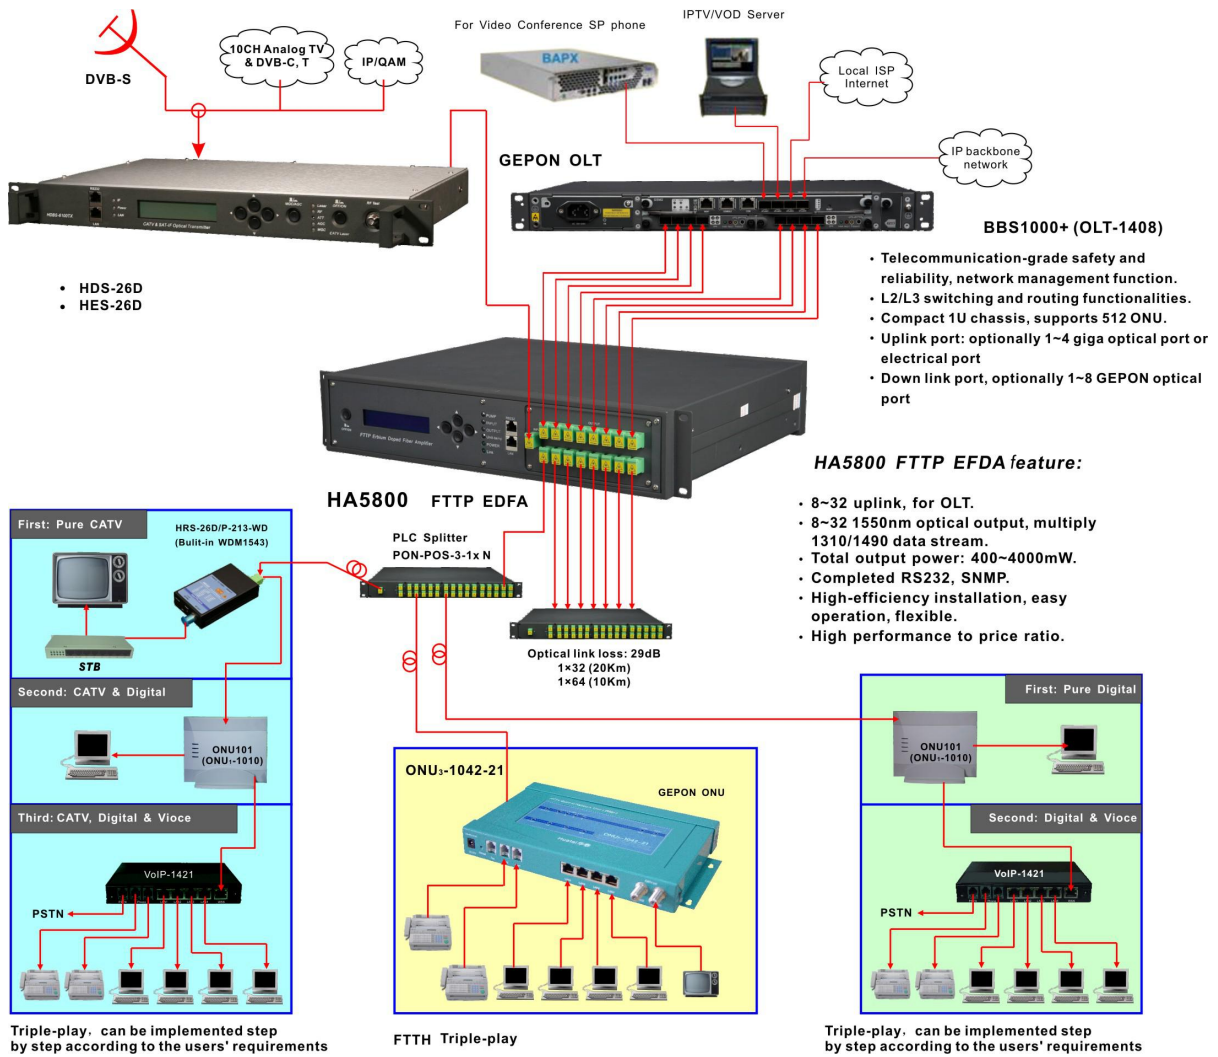 For Video Conference SP phone
IPTV/VOD Server
DVB-S
10CH Analog TV
& DVB-C, T
IP/QAM
BAPX
Local ISP
Internet
IP backbone
network
GEPON OLT
HDS-26D
HES-26D
BBS1000+ (OLT-1408)
• Telecommunication-grade safety and
reliability, network management function.
• L2/L3 switching and routing functionalities.
• Compact 1U chassis, supports 512 ONU.
• Uplink port: optionally 1~4 giga optical port or
electrical port
• Down link port, optionally 1~8 GEPON optical
port
FTTP Erbium Doped Fiber Amplifier
HA5800 FTTP EDFA
HA5800 FTTP EFDA feature:
• 8~32 uplink, for OLT.
• 8~32 1550nm optical output, multiply
1310/1490 data stream.
• Total output power: 400~4000mW.
• Completed RS232, SNMP.
• High-efficiency installation, easy
operation, flexible.
• High performance to price ratio.
First: Pure CATV
HRS-26D/P-213-WD
(Bulit-in WDM1543)
STB
PLC Splitter
PON-POS-3-1x N
Optical link loss: 29dB
1×32 (20Km)
1×64 (10Km)
Second: CATV & Digital
ONU101
(ONU1-1010)
Third: CATV, Digital & Vioce
VoIP-1421
PSTN
Triple-play, can be implemented step
by step according to the users' requirements
ONU3-1042-21
GEPON ONU
FTTH Triple-play
First: Pure Digital
ONU101
(ONU1-1010)
Second: Digital & Vioce
VoIP-1421
PSTN
Triple-play, can be implemented step
by step according to the users' requirements